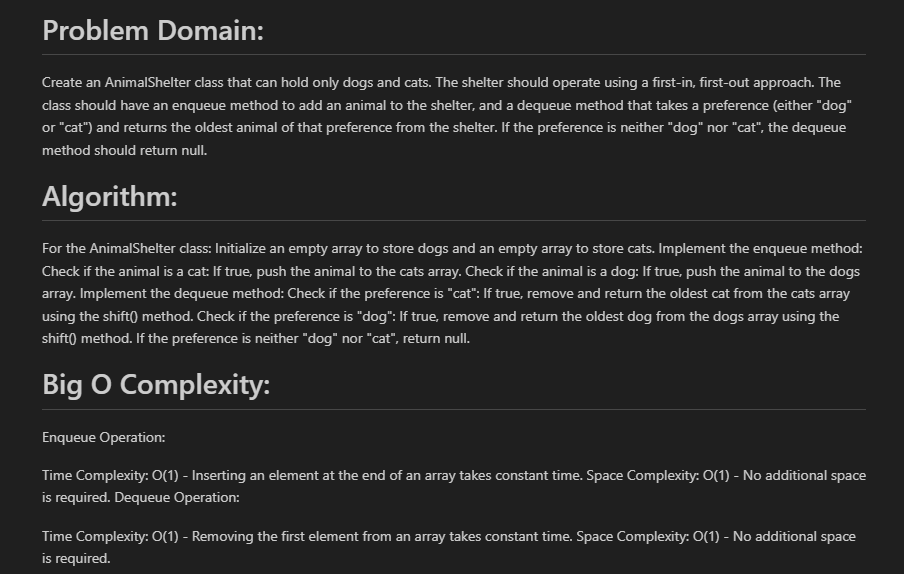 Problem Domain:
Create an AnimalShelter class that can hold only dogs and cats. The shelter should operate using a first-in, first-out approach. The
class should have an enqueue method to add an animal to the shelter, and a dequeue method that takes a preference (either "dog"
or "cat") and returns the oldest animal of that preference from the shelter. If the preference is neither "dog" nor "cat", the dequeue
method should return null.
Algorithm:
For the AnimalShelter class: Initialize an empty array to store dogs and an empty array to store cats. Implement the enqueue method:
Check if the animal is a cat: If true, push the animal to the cats array. Check if the animal is a dog: If true, push the animal to the dogs
array. Implement the dequeue method: Check if the preference is "cat": If true, remove and return the oldest cat from the cats array
using the shift() method. Check if the preference is "dog": If true, remove and return the oldest dog from the dogs array using the
shift() method. If the preference is neither "dog" nor "cat", return null.
Big O Complexity:
Enqueue Operation:
Time Complexity: O(1) - Inserting an element at the end of an array takes constant time. Space Complexity: O(1) - No additional space
is required. Dequeue Operation:
Time Complexity: O(1) - Removing the first element from an array takes constant time. Space Complexity: O(1) - No additional space
is required.